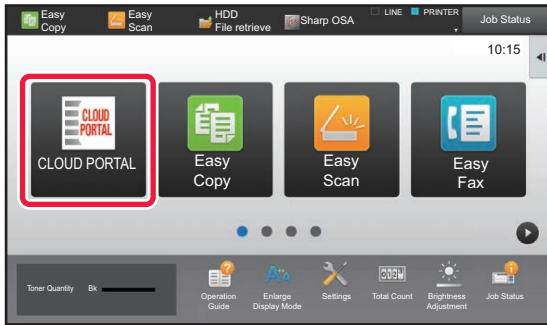 Easy
Copy
Easy
Scan
HDD
File retrieve
Sharp OSA
LINE
PRINTER
Job Status
10:15
CLOUD
PORTAL
CLOUD PORTAL
Easy
Copy
Easy
Scan
Easy
Fax
Toner Quantity Bk
Operation
Guide
Enlarge
Display Mode
Settings
Total Count
Brightness
Adjustment
Job Status